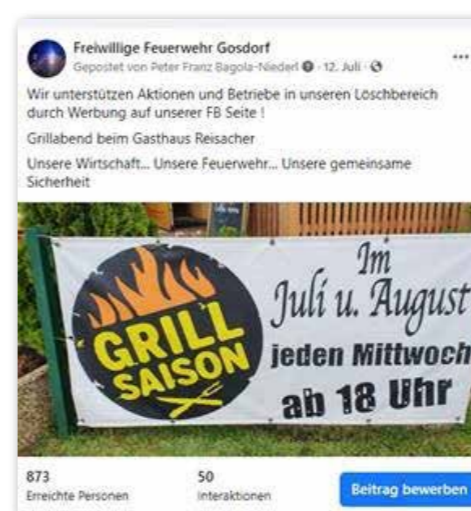 Freiwillige Feuerwehr Gosdorf
Gepostet von Peter Franz Bagola-Niederl · 12. Juli ·
Wir unterstützen Aktionen und Betriebe in unseren Löschbereich
durch Werbung auf unserer FB Seite !
Grillabend beim Gasthaus Reisacher
Unsere Wirtschaft... Unsere Feuerwehr... Unsere gemeinsame
Sicherheit
GRILL
SAISON
Im
Juli u. August
jeden Mittwoch
ab 18 Uhr
873
Erreichte Personen
50
Interaktionen
Beitrag bewerben